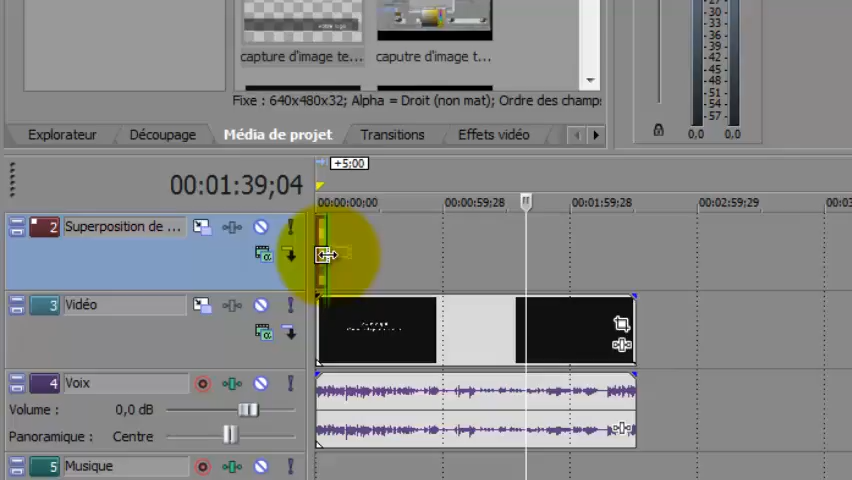 capture d'image te...
caputre d'image t...
Fixe : 640x480x32; Alpha = Droit (non mat); Ordre des champs
Explorateur
Découpage
Média de projet
Transitions
Effets vidéo
27
30
33
36
39
42
45
48
51
54
57
0,0
0,0
+5:00
00:01:39;04
00:00:00;00
00:00:59;28
00:01:59;28
00:02:59;29
00:03
2
Superposition de ...
3
Vidéo
4
Voix
Volume :
0,0 dB
Panoramique :
Centre
5
Musique